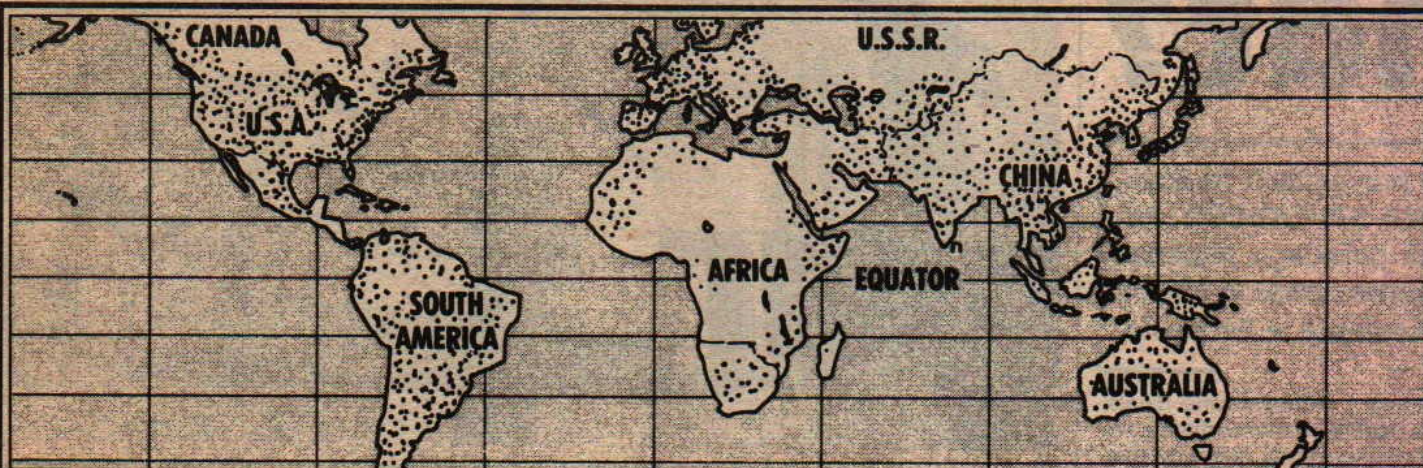 CANADA
U.S.S.R.
U.S.A.
CHINA
AFRICA
EQUATOR
SOUTH
AMERICA
AUSTRALIA